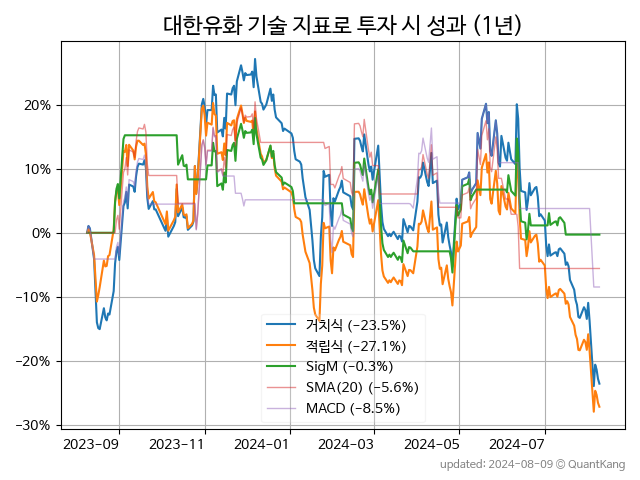 대한유화 기술 지표로 투자 시 성과 (1년)
20%
10%
0%
−10%
−20%
−30%
거치식 (−23.5%)
적립식 (−27.1%)
SigM (−0.3%)
SMA(20) (−5.6%)
MACD (−8.5%)
2023-09
2023-11
2024-01
2024-03
2024-05
2024-07
updated: 2024-08-09 ⓒ QuantKang